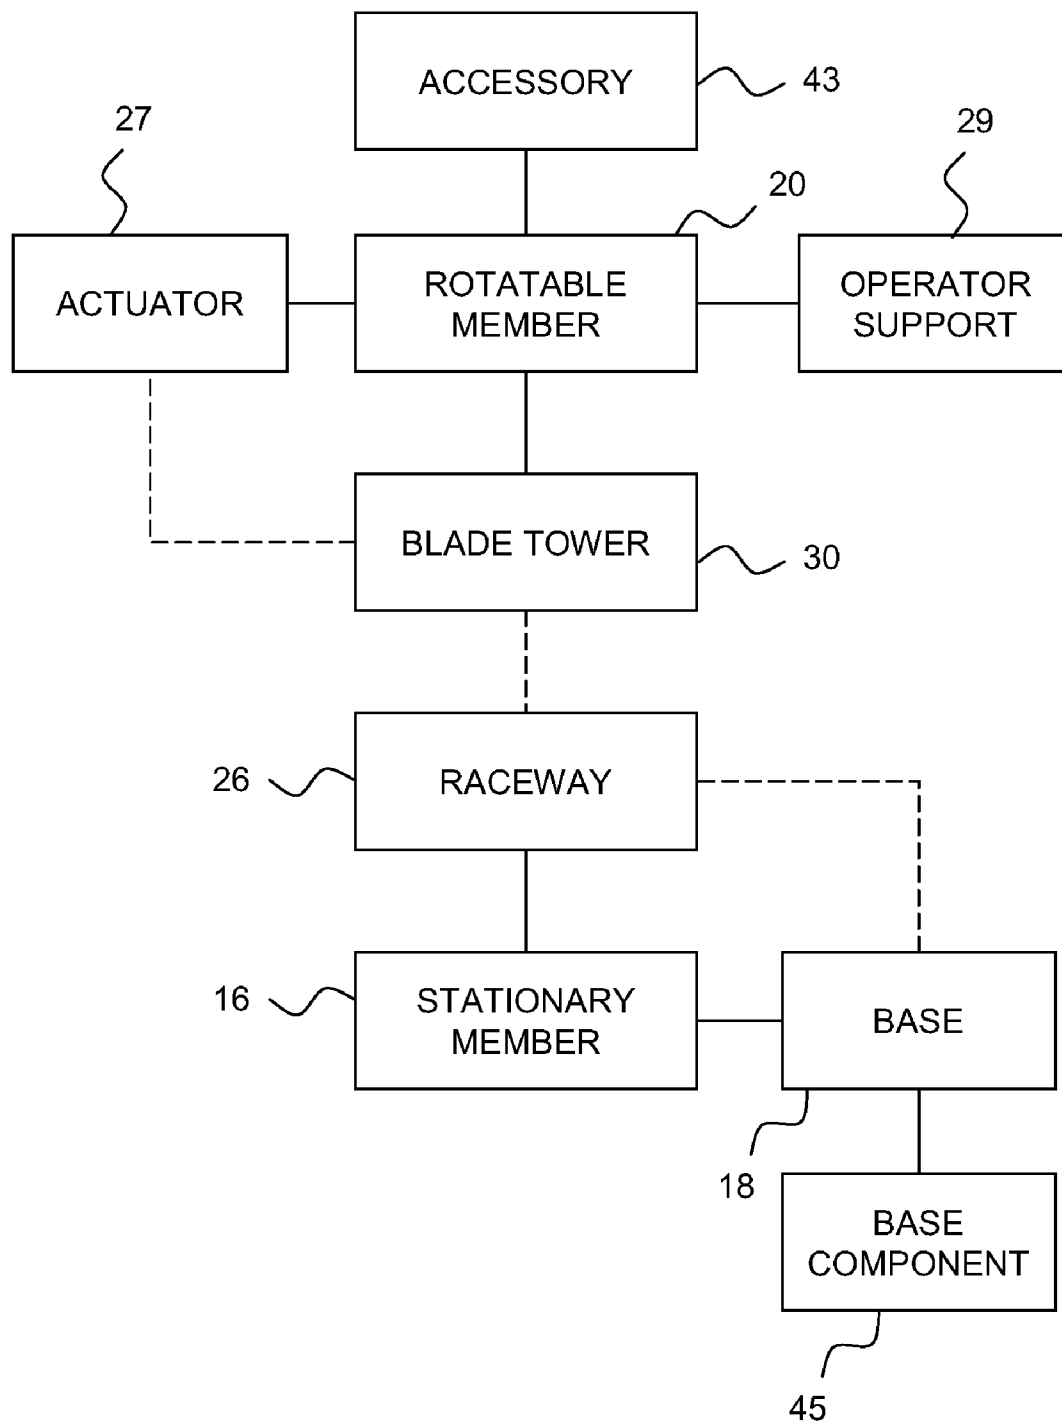 ACCESSORY
43
27
20
29
ACTUATOR
ROTATABLE
MEMBER
OPERATOR
SUPPORT
BLADE TOWER
30
RACEWAY
26
16
STATIONARY
MEMBER
BASE
18
BASE
COMPONENT
45